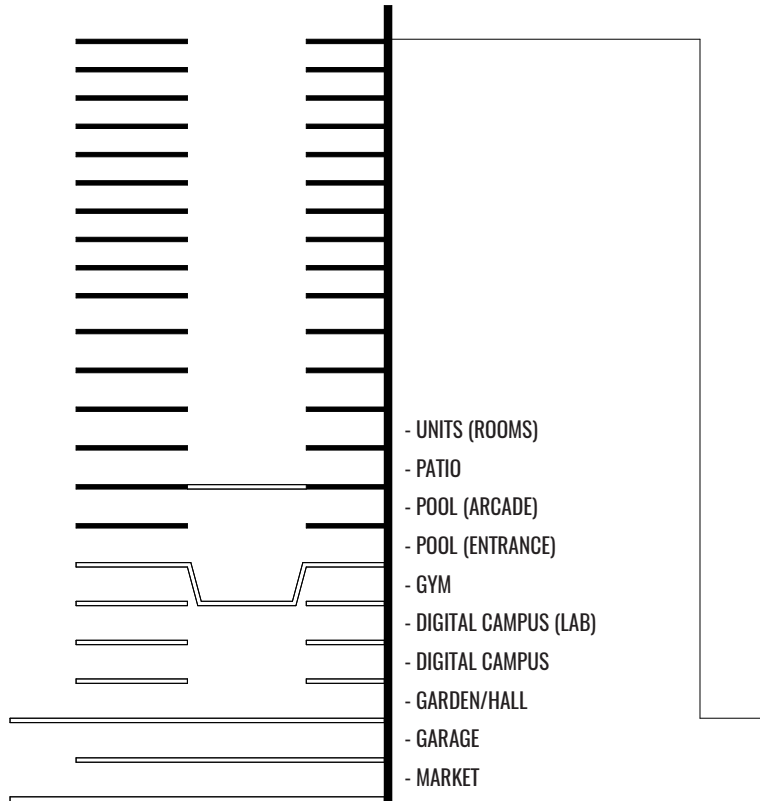 - UNITS (ROOMS)
- PATIO
- POOL (ARCADE)
- POOL (ENTRANCE)
- GYM
- DIGITAL CAMPUS (LAB)
- DIGITAL CAMPUS
- GARDEN/HALL
- GARAGE
- MARKET